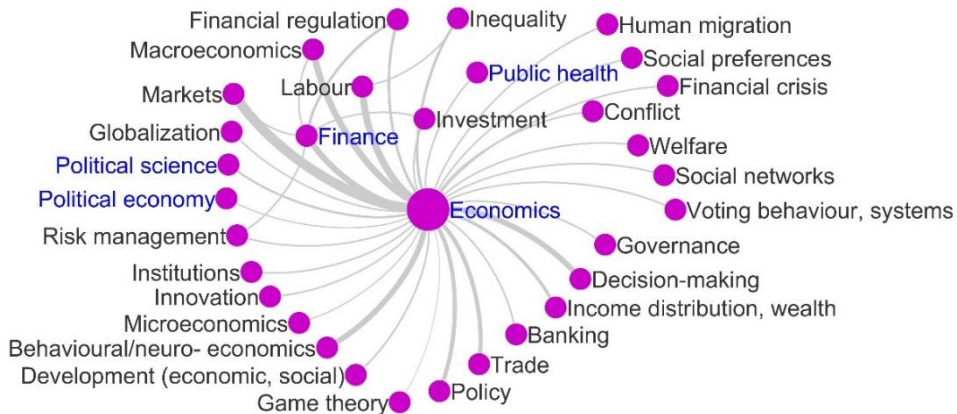 Financial regulation
Inequality
Human migration
Macroeconomics
Social preferences
Public health
Labour
Financial crisis
Markets
Conflict
Investment
Globalization
Finance
Welfare
Political science
Social networks
Political economy
Economics
Voting behaviour, systems
Risk management
Governance
Institutions
Decision-making
Innovation
Income distribution, wealth
Microeconomics
Banking
Behavioural/neuro- economics
Trade
Development (economic, social)
Policy
Game theory